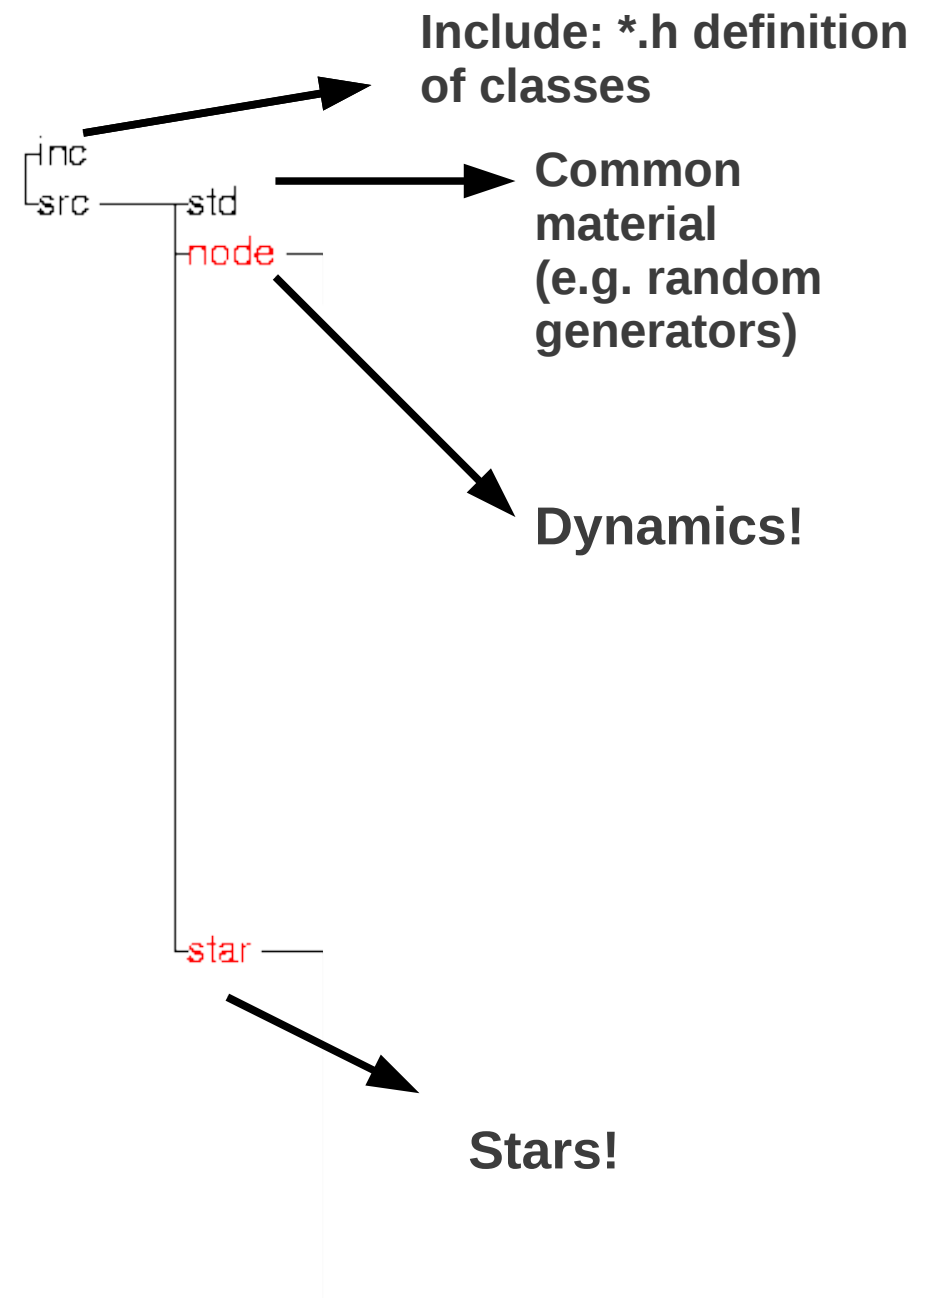 Include: *.h definition
of classes
inc
src
std
Common
material
(e.g. random
generators)
node
Dynamics!
star
Stars!